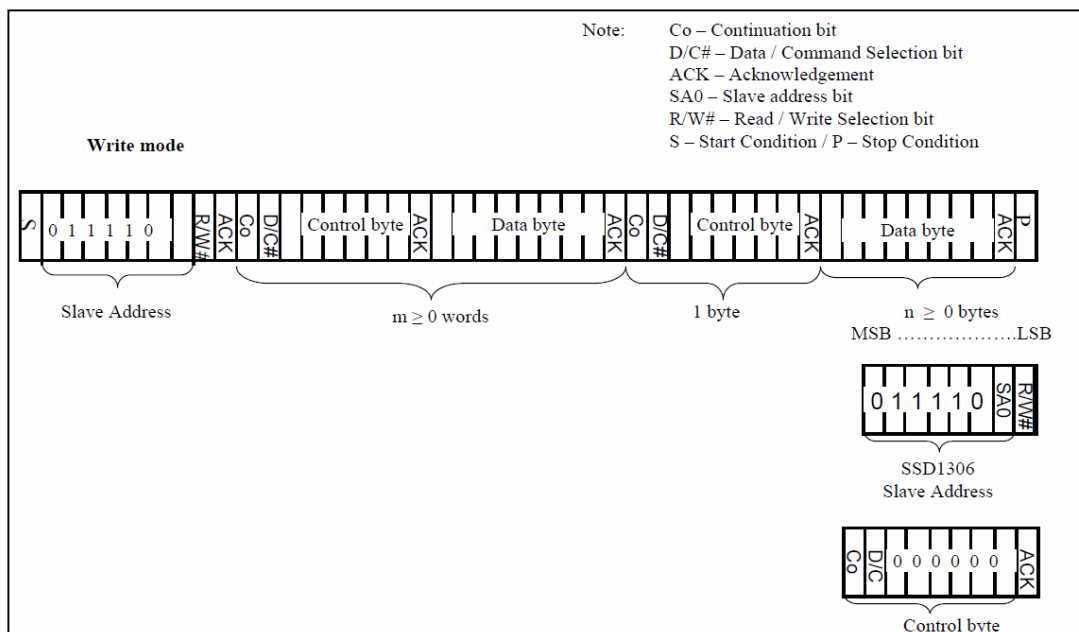 Note: Co – Continuation bit
D/C# – Data / Command Selection bit
ACK – Acknowledgement
SA0 – Slave address bit
R/W# – Read / Write Selection bit
S – Start Condition / P – Stop Condition
Write mode
S 0 1 1 1 1 0 R/W# ACK Co D/C# Control byte ACK Data byte ACK Co D/C# Control byte ACK Data byte ACK P
Slave Address
m ≥ 0 words
1 byte
n ≥ 0 bytes
MSB ………………….LSB
0 1 1 1 1 0 SA0 R/W#
SSD1306
Slave Address
Co D/C 0 0 0 0 0 0 ACK
Control byte